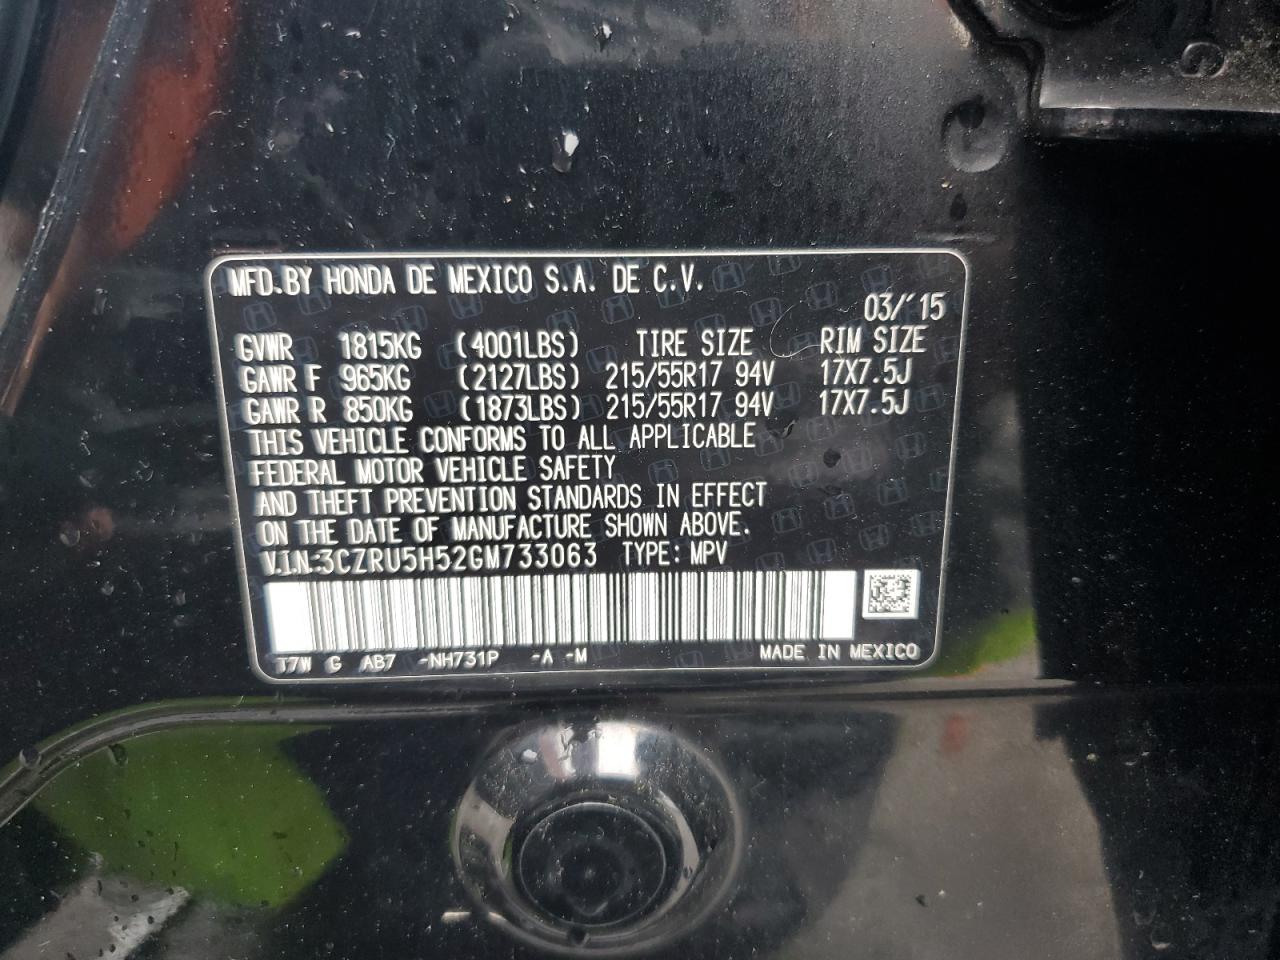 MFD.BY HONDA DE MEXICO S.A. DE C.V.
03/'15
GVWR 1815KG (4001LBS) TIRE SIZE RIM SIZE
GAWR F 965KG (2127LBS) 215/55R17 94V 17X7.5J
GAWR R 850KG (1873LBS) 215/55R17 94V 17X7.5J
THIS VEHICLE CONFORMS TO ALL APPLICABLE
FEDERAL MOTOR VEHICLE SAFETY
AND THEFT PREVENTION STANDARDS IN EFFECT
ON THE DATE OF MANUFACTURE SHOWN ABOVE.
V.I.N:3CZRU5H52GM733063 TYPE: MPV
T7W G AB7 -NH731P -A -M MADE IN MEXICO